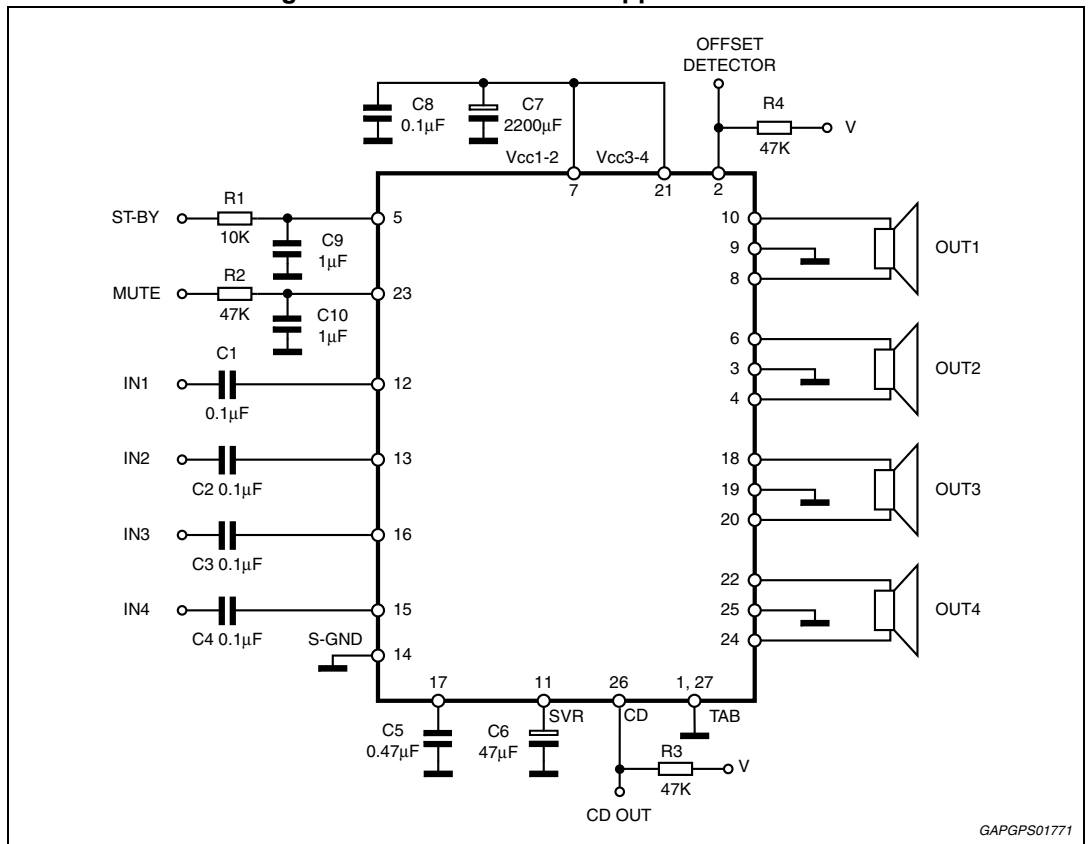 OFFSET
DETECTOR
C8
0.1µF
C7
2200µF
R4
47K
V
Vcc1-2
Vcc3-4
7
21
2
ST-BY
R1
10K
5
C9
1µF
MUTE
R2
47K
23
C10
1µF
IN1
C1
0.1µF
12
IN2
C2 0.1µF
13
IN3
C3 0.1µF
16
IN4
C4 0.1µF
15
S-GND
14
10
9
8
OUT1
6
3
4
OUT2
18
19
20
OUT3
22
25
24
OUT4
17
11
26
1, 27
SVR
CD
TAB
C5
0.47µF
C6
47µF
R3
47K
V
CD OUT
GAPGPS01771